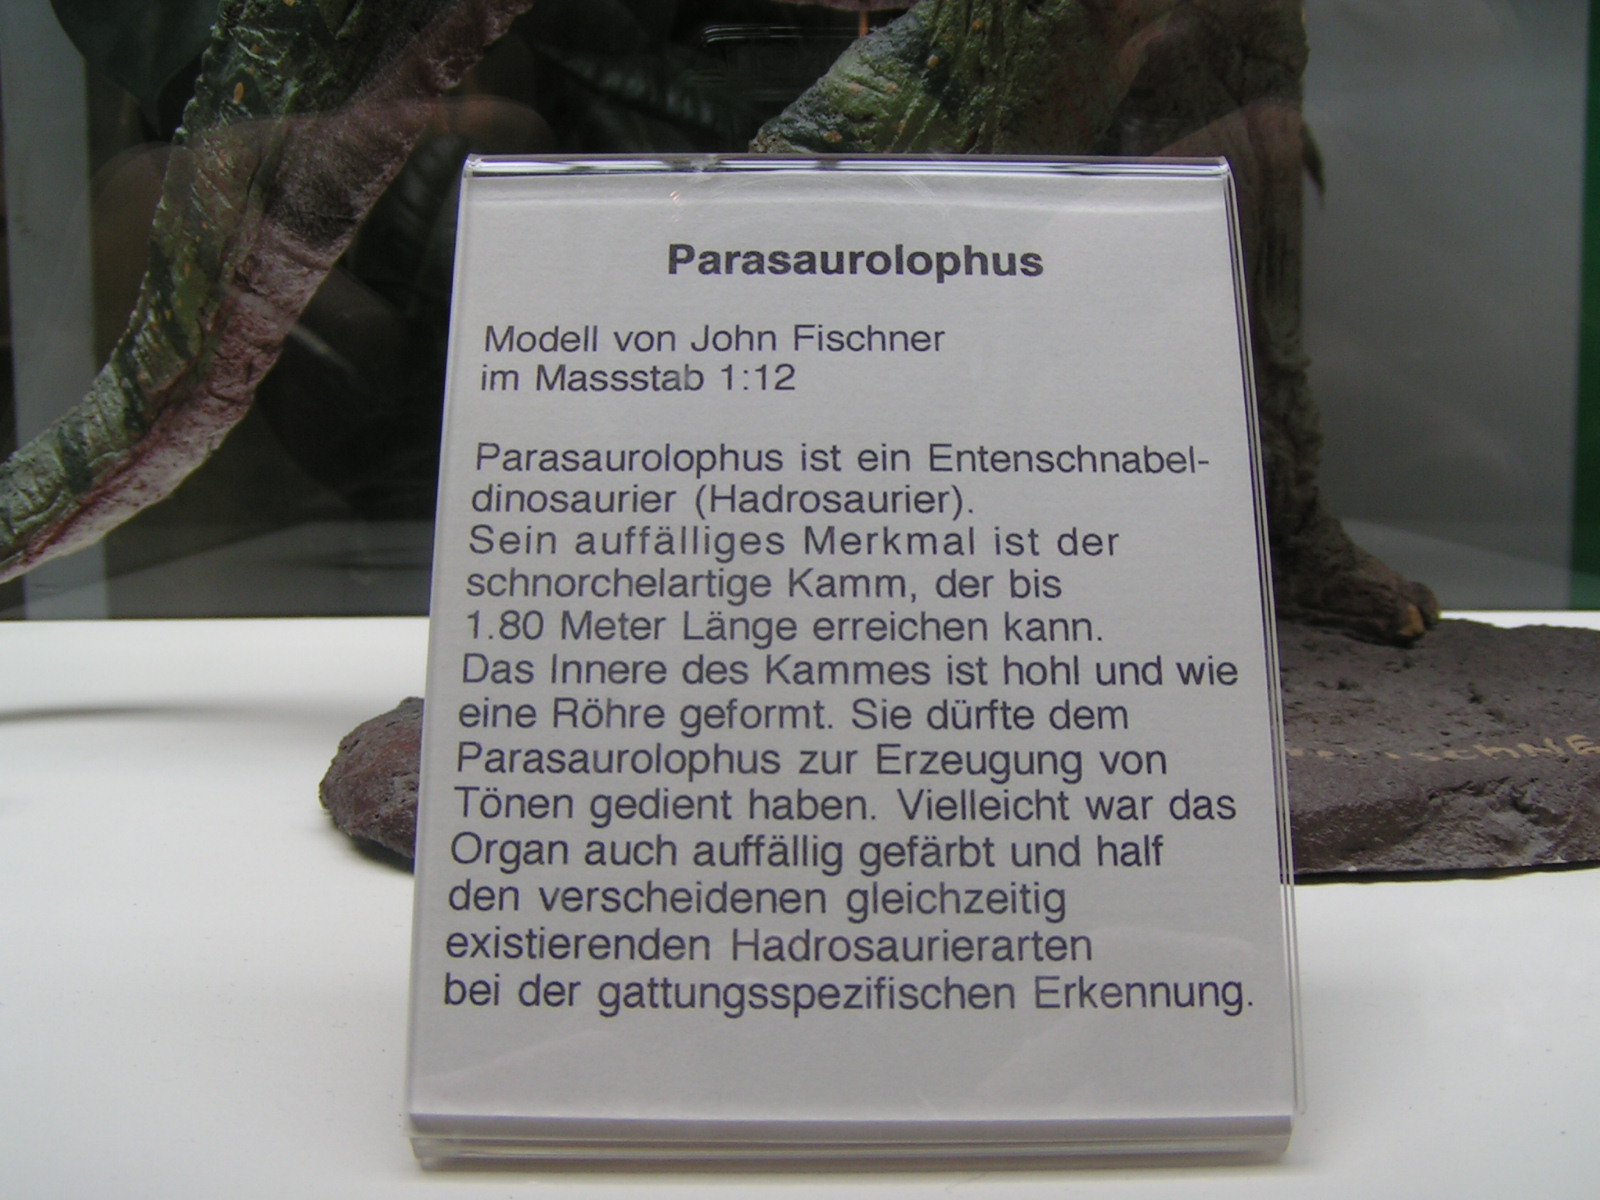 Parasaurolophus
Modell von John Fischner
im Massstab 1:12
Parasaurolophus ist ein Entenschnabel-
dinosaurier (Hadrosaurier).
Sein auffälliges Merkmal ist der
schnorchelartige Kamm, der bis
1.80 Meter Länge erreichen kann.
Das Innere des Kammes ist hohl und wie
eine Röhre geformt. Sie dürfte dem
Parasaurolophus zur Erzeugung von
Tönen gedient haben. Vielleicht war das
Organ auch auffällig gefärbt und half
den verscheidenen gleichzeitig
existierenden Hadrosaurierarten
bei der gattungsspezifischen Erkennung.